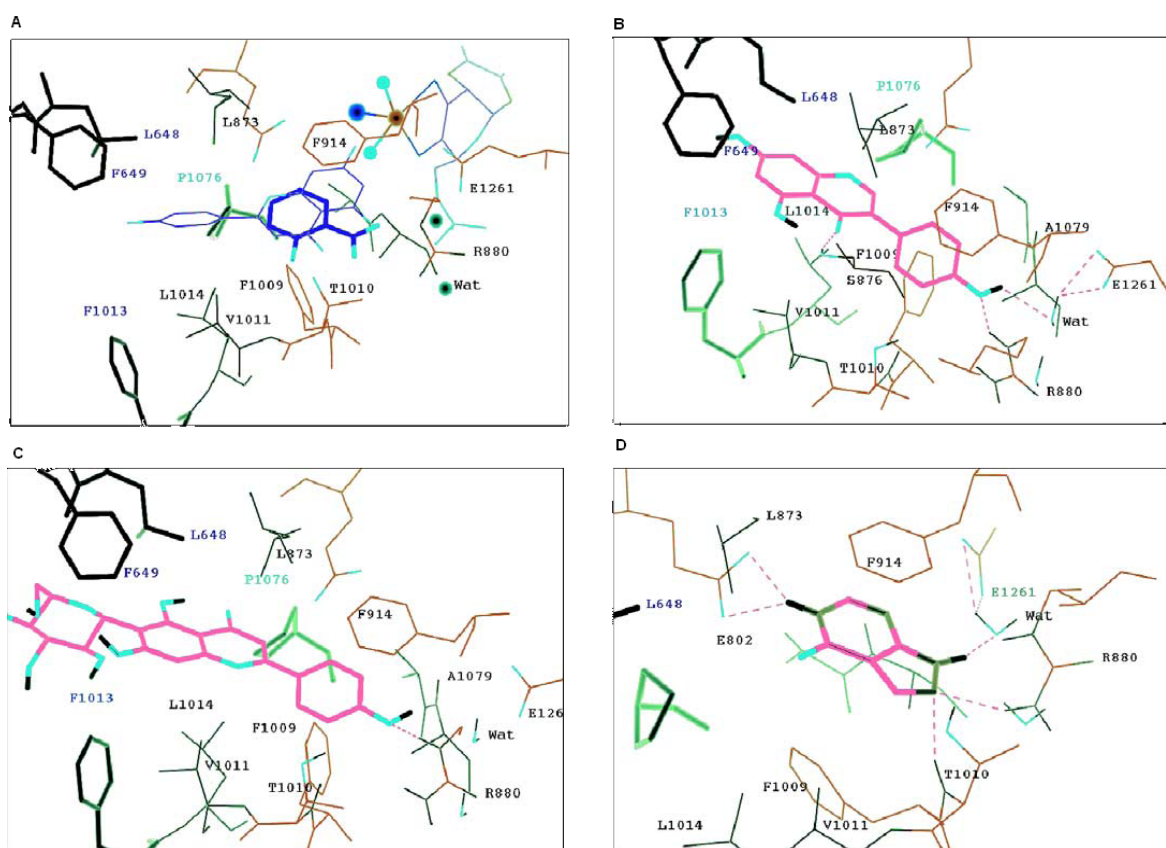 A
L648
F649
L873
F914
P1076
E1261
R880
F1009
T1010
Wat
L1014
V1011
F1013
B
L648
P1076
L873
F649
F1013
L1014
F914
A1079
F1009
S876
E1261
Wat
V1011
T1010
R880
C
L648
F649
L873
P1076
F914
F1013
A1079
L1014
F1009
E126
Wat
V1011
T1010
R880
D
L873
F914
L648
E1261
Wat
E802
R880
T1010
F1009
L1014
V1011